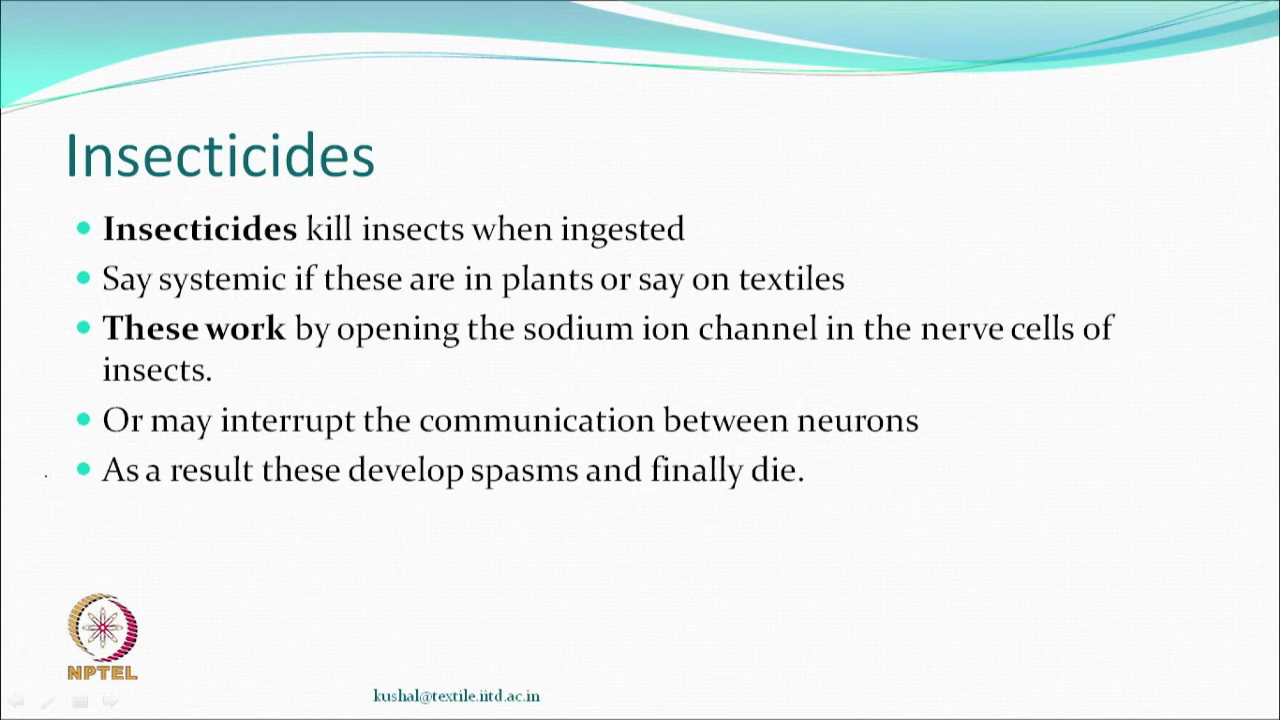 Insecticides
Insecticides kill insects when ingested
Say systemic if these are in plants or say on textiles
These work by opening the sodium ion channel in the nerve cells of
insects.
Or may interrupt the communication between neurons
As a result these develop spasms and finally die.
NPTEL
kushal@textile.iitd.ac.in